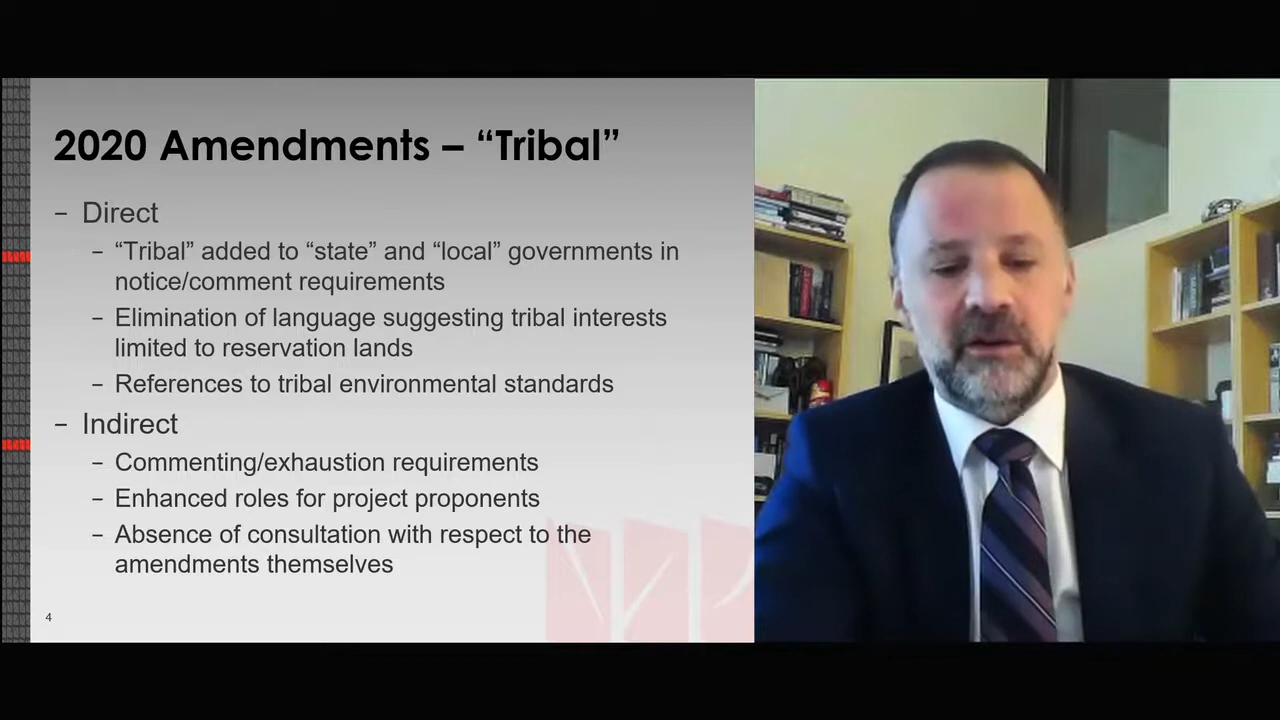 2020 Amendments – “Tribal”
– Direct
– “Tribal” added to “state” and “local” governments in
notice/comment requirements
– Elimination of language suggesting tribal interests
limited to reservation lands
– References to tribal environmental standards
– Indirect
– Commenting/exhaustion requirements
– Enhanced roles for project proponents
– Absence of consultation with respect to the
amendments themselves
4